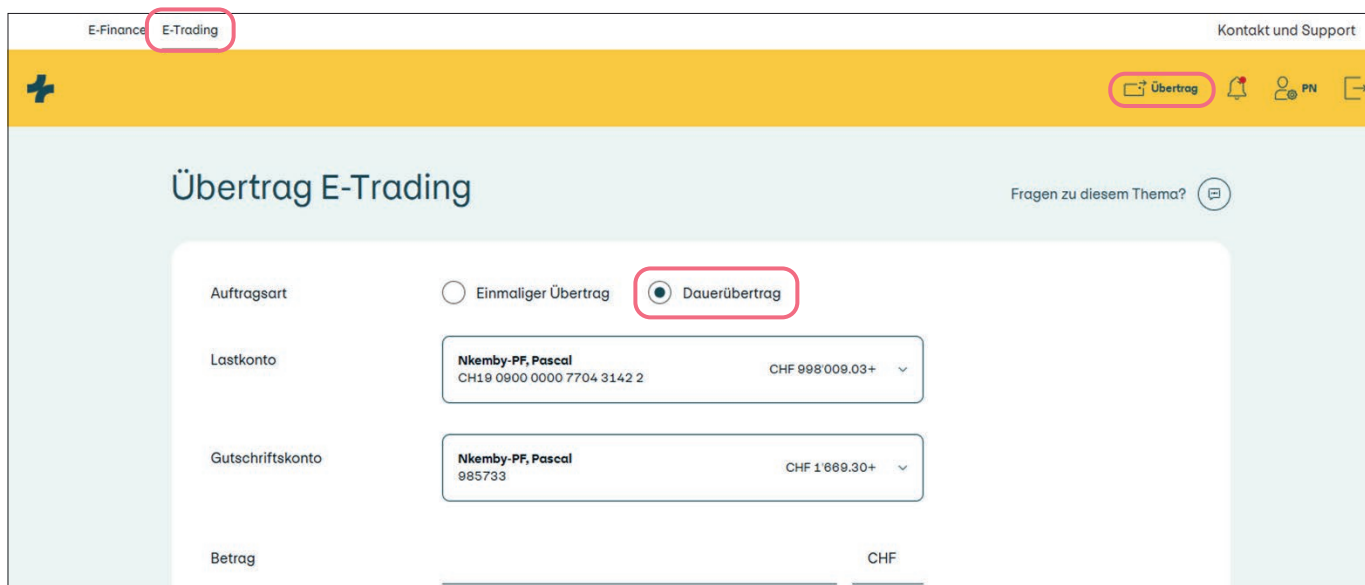 E-Finance E-Trading Kontakt und Support
Übertrag PN
Übertrag E-Trading
Fragen zu diesem Thema?
Auftragsart Einmaliger Übertrag Dauerübertrag
Lastkonto
Nkemby-PF, Pascal
CH19 0900 0000 7704 3142 2
CHF 998'009.03+
Gutschriftskonto
Nkemby-PF, Pascal
985733
CHF 1'669.30+
Betrag CHF